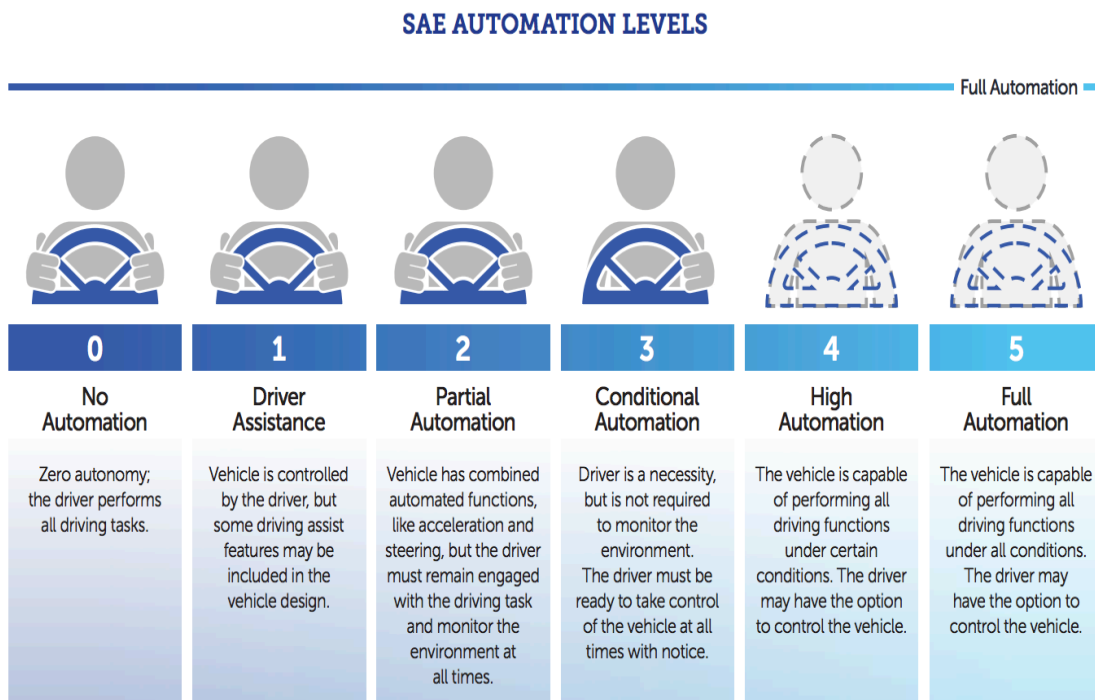 SAE AUTOMATION LEVELS
Full Automation
0
No
Automation
Zero autonomy;
the driver performs
all driving tasks.
1
Driver
Assistance
Vehicle is controlled
by the driver, but
some driving assist
features may be
included in the
vehicle design.
2
Partial
Automation
Vehicle has combined
automated functions,
like acceleration and
steering, but the driver
must remain engaged
with the driving task
and monitor the
environment at
all times.
3
Conditional
Automation
Driver is a necessity,
but is not required
to monitor the
environment.
The driver must be
ready to take control
of the vehicle at all
times with notice.
4
High
Automation
The vehicle is capable
of performing all
driving functions
under certain
conditions. The driver
may have the option
to control the vehicle.
5
Full
Automation
The vehicle is capable
of performing all
driving functions
under all conditions.
The driver may
have the option to
control the vehicle.